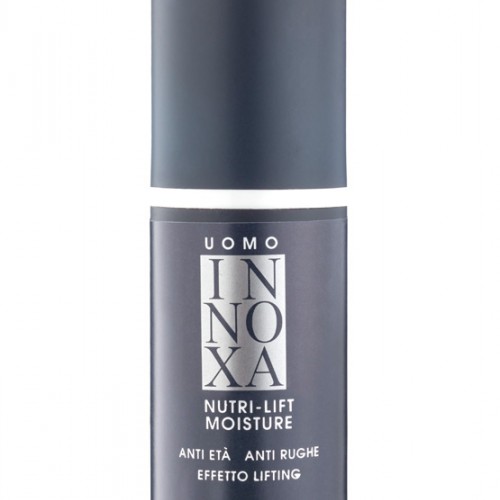 UOMO
IN
NO
XA
NUTRI-LIFT
MOISTURE
ANTI ETÀ ANTI RUGHE
EFFETTO LIFTING